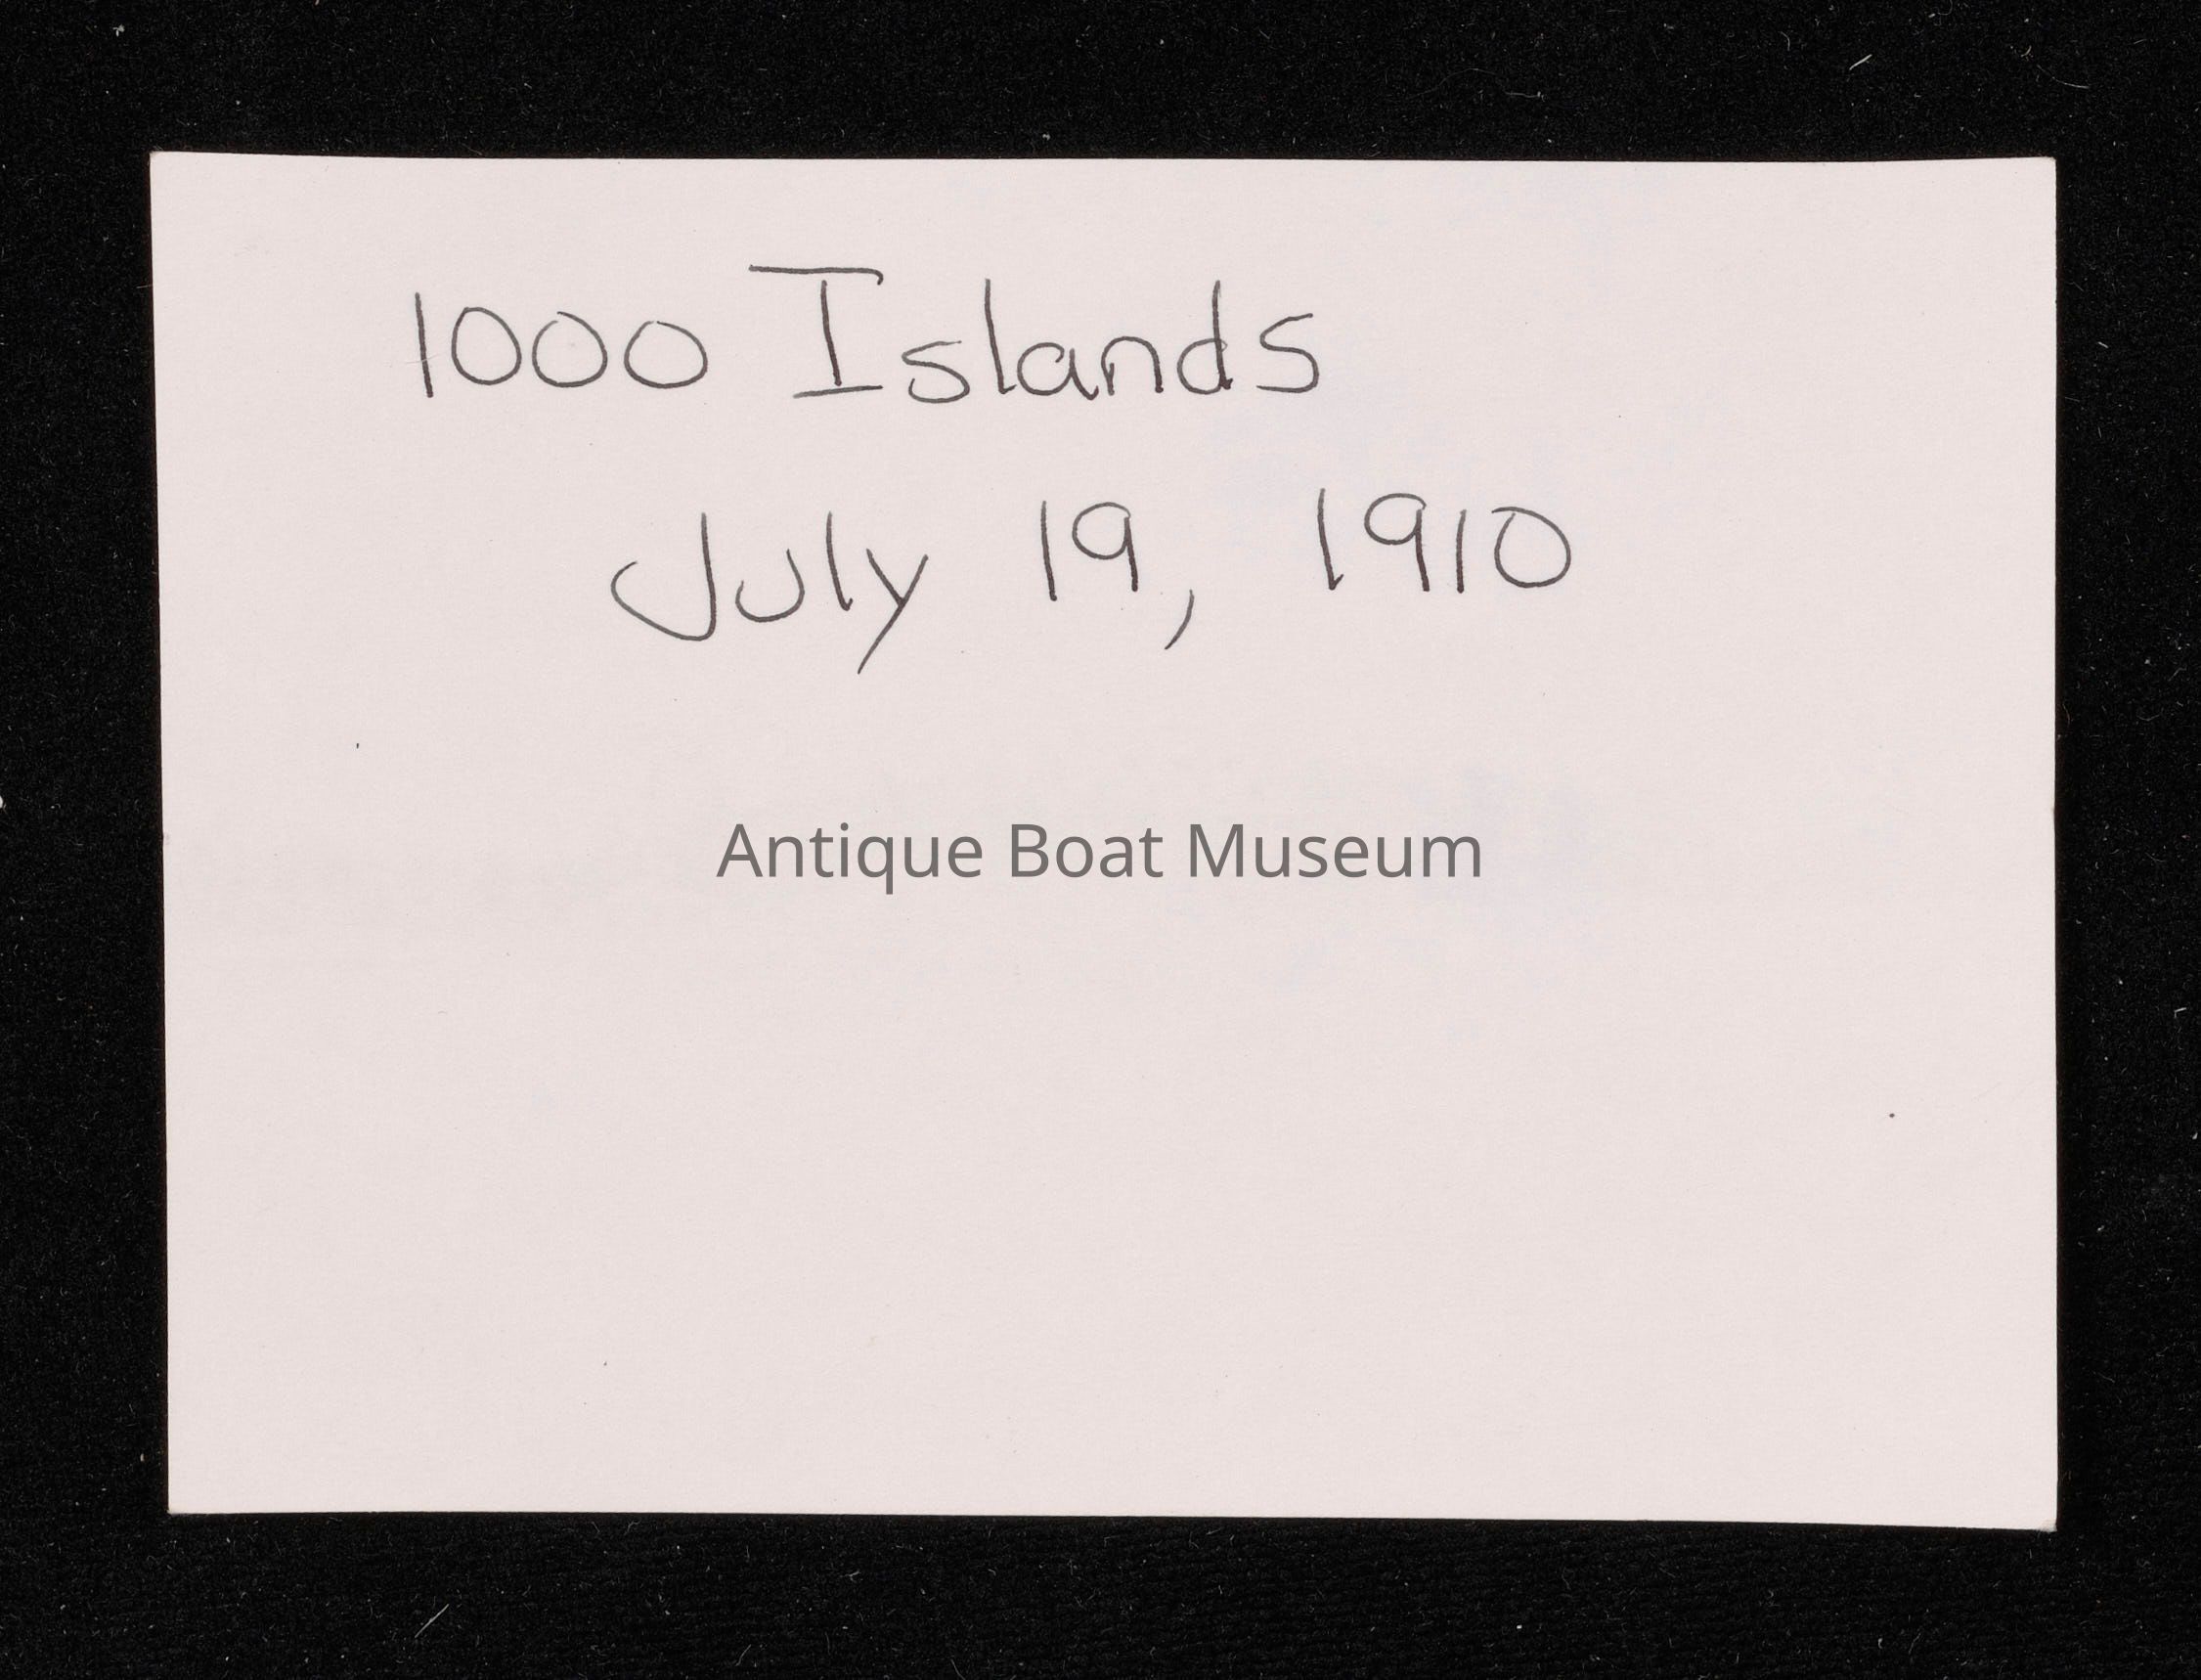 1000 Islands
July 19, 1910
Antique Boat Museum